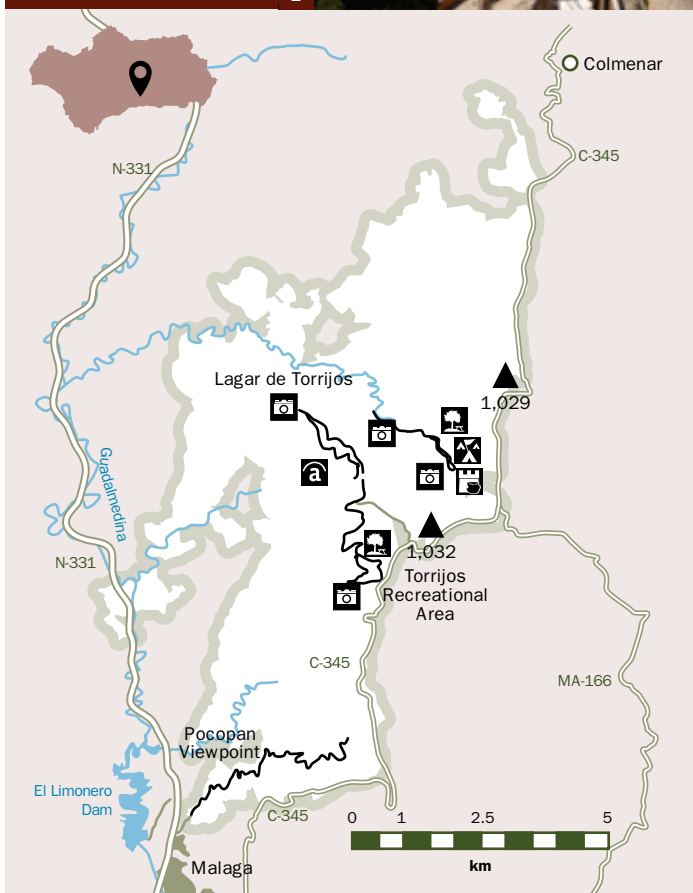 Colmenar
C-345
N-331
Lagar de Torrijos
1,029
a
Guadalmedina
1,032
N-331
Torrijos
Recreational
Area
C-345
MA-166
Pocopan
Viewpoint
El Limonero
Dam
C-345
0 1 2.5 5
km
Malaga